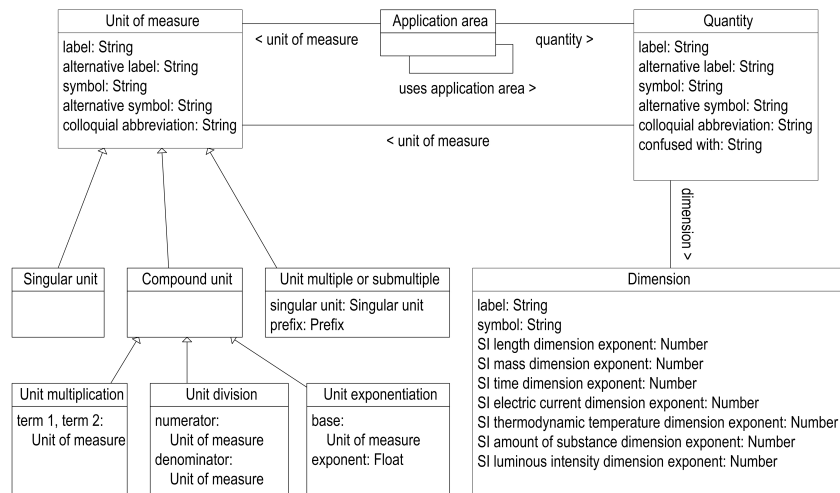 Unit of measure
label: String
alternative label: String
symbol: String
alternative symbol: String
colloquial abbreviation: String
< unit of measure
Application area
uses application area >
quantity >
Quantity
label: String
alternative label: String
symbol: String
alternative symbol: String
colloquial abbreviation: String
confused with: String
< unit of measure
dimension >
Singular unit
Compound unit
Unit multiple or submultiple
singular unit: Singular unit
prefix: Prefix
Dimension
label: String
symbol: String
SI length dimension exponent: Number
SI mass dimension exponent: Number
SI time dimension exponent: Number
SI electric current dimension exponent: Number
SI thermodynamic temperature dimension exponent: Number
SI amount of substance dimension exponent: Number
SI luminous intensity dimension exponent: Number
Unit multiplication
term 1, term 2:
Unit of measure
Unit division
numerator:
Unit of measure
denominator:
Unit of measure
Unit exponentiation
base:
Unit of measure
exponent: Float